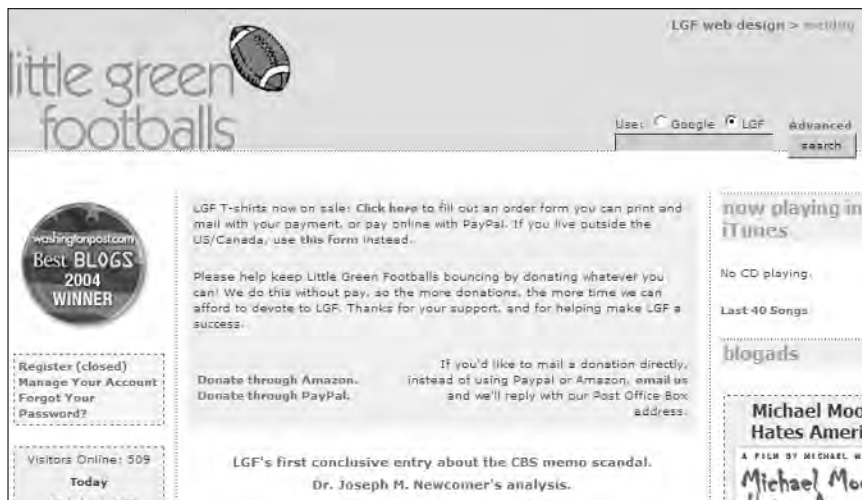 LGF web design >
little green
footballs
Use: Google LGF Advanced
search
washingtonpost.com
Best BLOGS
2004
WINNER
Register (closed)
Manage Your Account
Forgot Your
Password?
Visitors Online: 509
Today
LGF T-shirts now on sale: Click here to fill out an order form you can print and
mail with your payment, or pay online with PayPal. If you live outside the
US/Canada, use this form instead.
Please help keep Little Green Footballs bouncing by donating whatever you
can! We do this without pay, so the more donations, the more time we can
afford to devote to LGF. Thanks for your support, and for helping make LGF a
success.
Donate through Amazon.
Donate through PayPal.
If you'd like to mail a donation directly,
instead of using Paypal or Amazon, email us
and we'll reply with our Post Office Box
address.
LGF's first conclusive entry about the CBS memo scandal.
Dr. Joseph M. Newcomer's analysis.
now playing in
iTunes
No CD playing.
Last 40 Songs
blogads
Michael Moo
Hates Ameri
A FILM BY MICHAEL W
Michael Mo